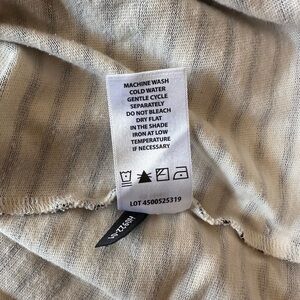 MACHINE WASH
COLD WATER
GENTLE CYCLE
SEPARATELY
DO NOT BLEACH
DRY FLAT
IN THE SHADE
IRON AT LOW
TEMPERATURE
IF NECESSARY
LOT 4500525319